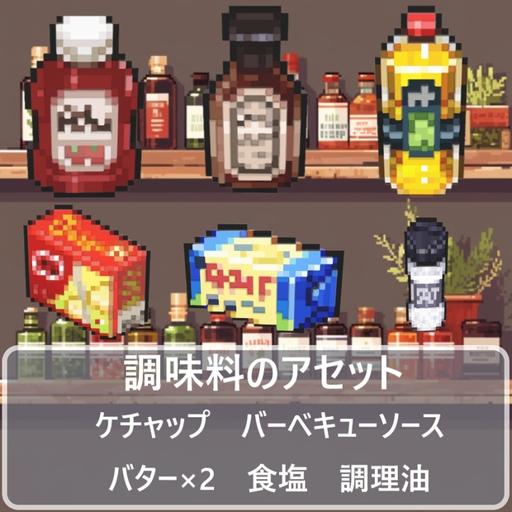 調味料のアセット
ケチャップ　バーベキューソース
バター×2　食塩　調理油